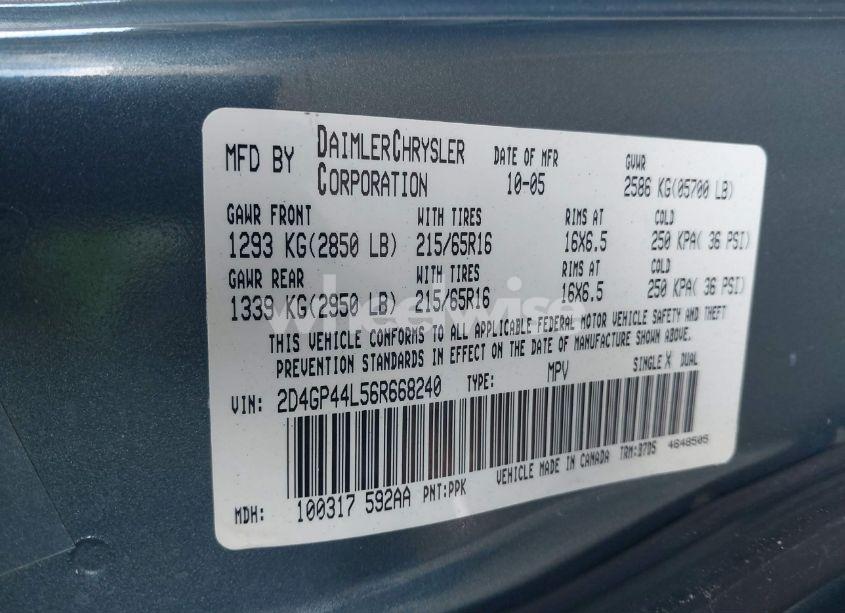 MFD BY DAIMLERCHRYSLER CORPORATION DATE OF MFR 10-05 GVWR 2586 KG(05700 LB)
GAWR FRONT WITH TIRES RIMS AT COLD
1293 KG(2850 LB) 215/65R16 16X6.5 250 KPA( 36 PSI)
GAWR REAR WITH TIRES RIMS AT COLD
1339 KG(2950 LB) 215/65R16 16X6.5 250 KPA( 36 PSI)
wheelwise
THIS VEHICLE CONFORMS TO ALL APPLICABLE FEDERAL MOTOR VEHICLE SAFETY AND THEFT
PREVENTION STANDARDS IN EFFECT ON THE DATE OF MANUFACTURE SHOWN ABOVE.
VIN: 2D4GP44L56R668240 TYPE: MPV SINGLE X DUAL
VEHICLE MADE IN CANADA TRM:97D5 4648505
MDH: 100317 592AA PNT:PPK